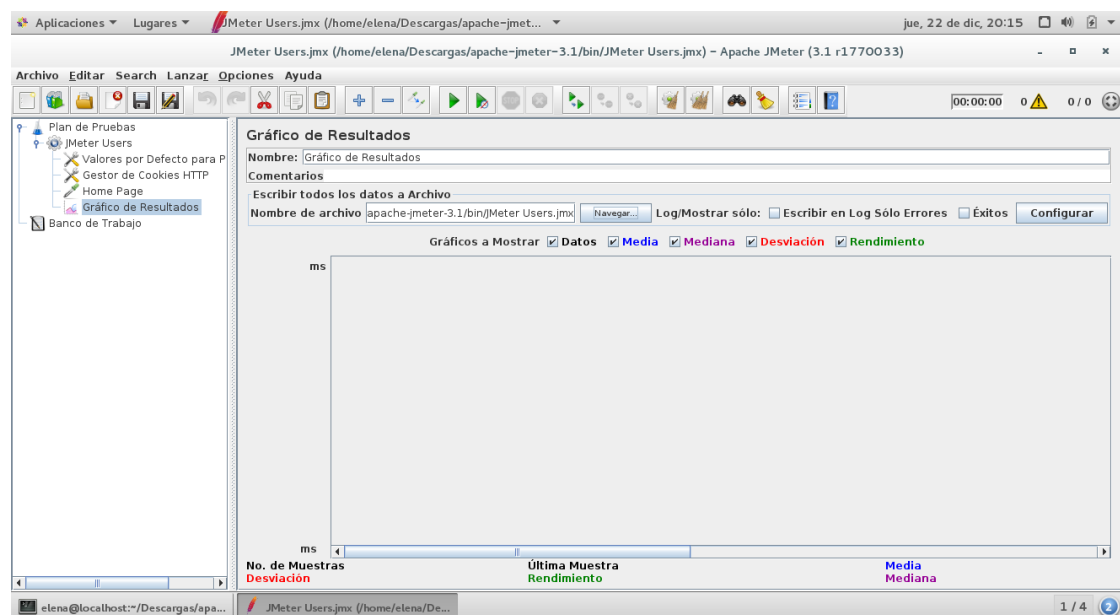 Aplicaciones Lugares JMeter Users.jmx (/home/elena/Descargas/apache-jmet... jue, 22 de dic, 20:15
JMeter Users.jmx (/home/elena/Descargas/apache-jmeter-3.1/bin/JMeter Users.jmx) - Apache JMeter (3.1 r1770033)
Archivo Editar Search Lanzar Opciones Ayuda
00:00:00 0 0 / 0
Plan de Pruebas
JMeter Users
Valores por Defecto para P
Gestor de Cookies HTTP
Home Page
Gráfico de Resultados
Banco de Trabajo
Gráfico de Resultados
Nombre: Gráfico de Resultados
Comentarios
Escribir todos los datos a Archivo
Nombre de archivo apache-jmeter-3.1/bin/JMeter Users.jmx Navegar... Log/Mostrar sólo: Escribir en Log Sólo Errores Éxitos Configurar
Gráficos a Mostrar Datos Media Mediana Desviación Rendimiento
ms
ms
No. de Muestras Última Muestra Media
Desviación Rendimiento Mediana
elena@localhost:~/Descargas/apa... JMeter Users.jmx (/home/elena/De... 1 / 4 2